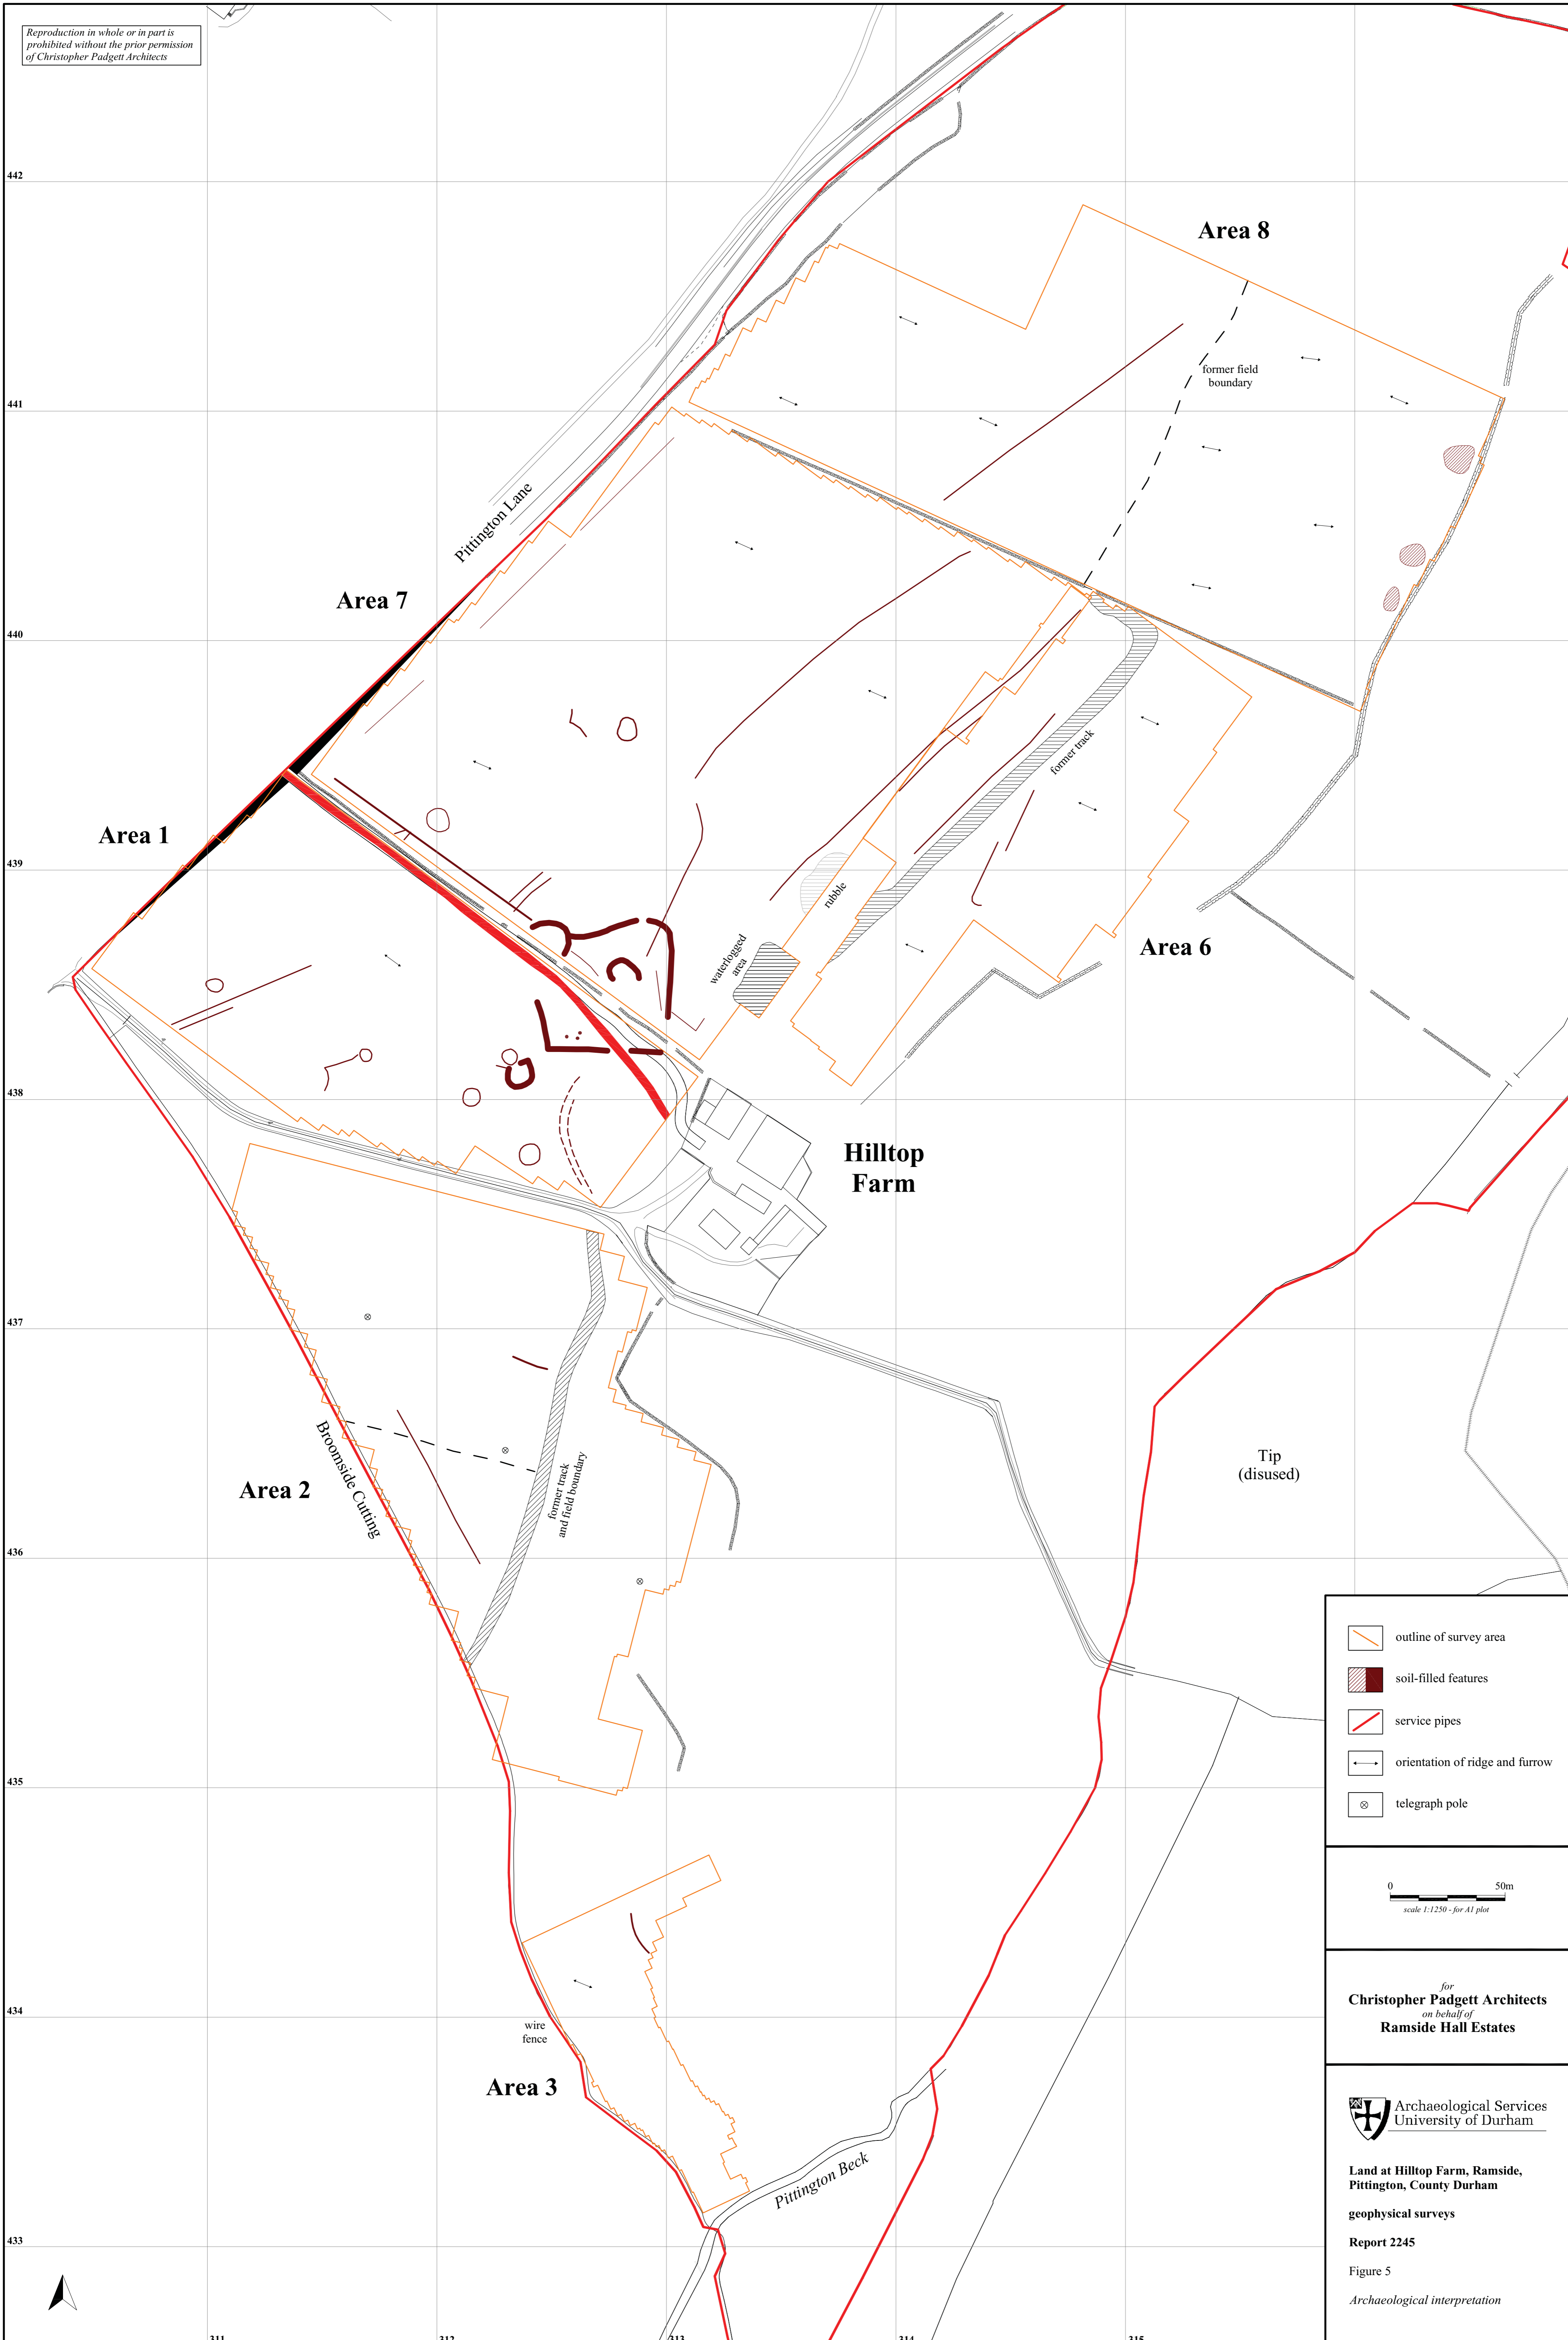 Reproduction in whole or in part is
prohibited without the prior permission
of Christopher Padgett Architects
442
Area 8
former field
boundary
441
Pittington Lane
Area 7
440
former track
Area 1
439
rubble
waterlogged
area
Area 6
438
Hilltop
Farm
437
Broomside Cutting
Area 2
former track
and field boundary
Tip
(disused)
436
435
434
wire
fence
Area 3
Pittington Beck
433
311
312
313
314
315
outline of survey area
soil-filled features
service pipes
orientation of ridge and furrow
telegraph pole
0 50m
scale 1:1250 - for A1 plot
for
Christopher Padgett Architects
on behalf of
Ramside Hall Estates
Archaeological Services
University of Durham
Land at Hilltop Farm, Ramside,
Pittington, County Durham
geophysical surveys
Report 2245
Figure 5
Archaeological interpretation